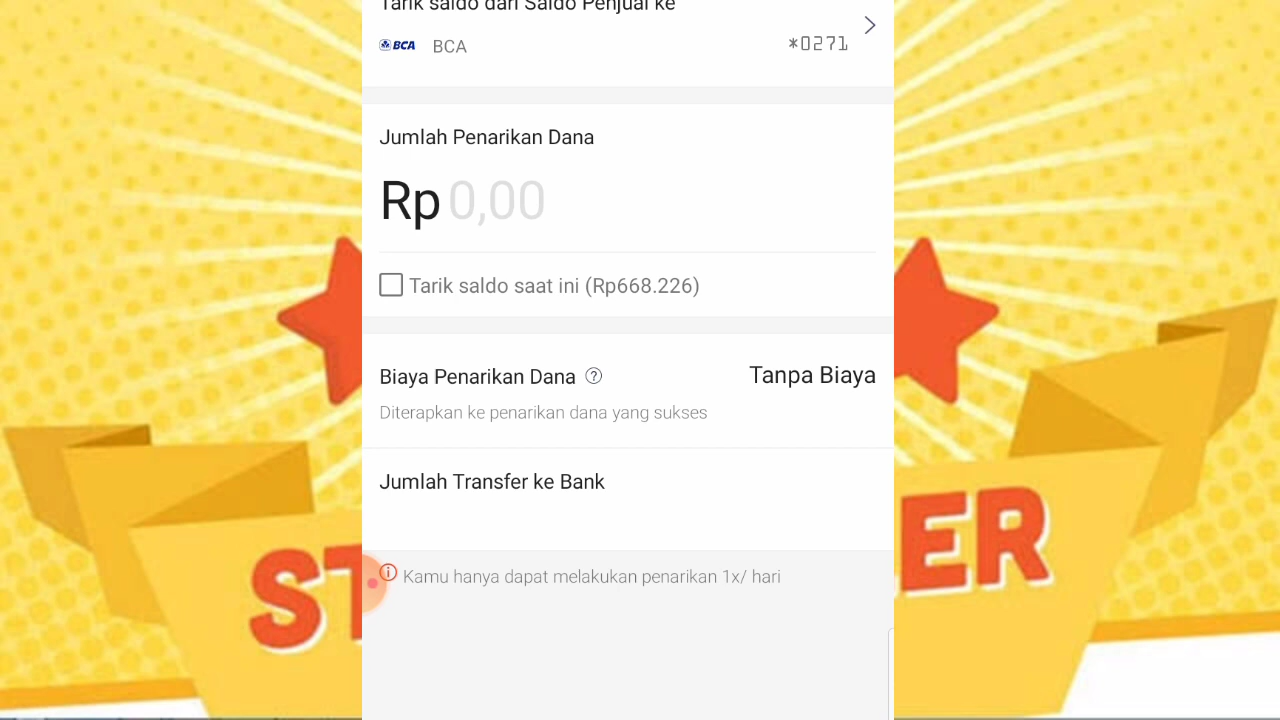 Tarik saldo dari Saldo Penjual ke
BCA BCA *0271
Jumlah Penarikan Dana
Rp 0,00
Tarik saldo saat ini (Rp668.226)
Biaya Penarikan Dana ? Tanpa Biaya
Diterapkan ke penarikan dana yang sukses
Jumlah Transfer ke Bank
ST ER
Kamu hanya dapat melakukan penarikan 1x/ hari